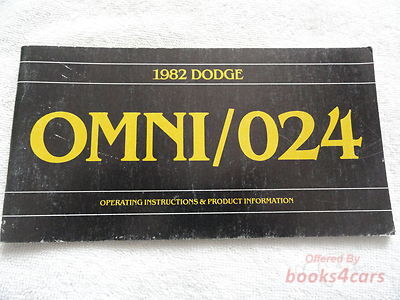 1982 DODGE
OMNI/024
OPERATING INSTRUCTIONS & PRODUCT INFORMATION
Offered By
books4cars